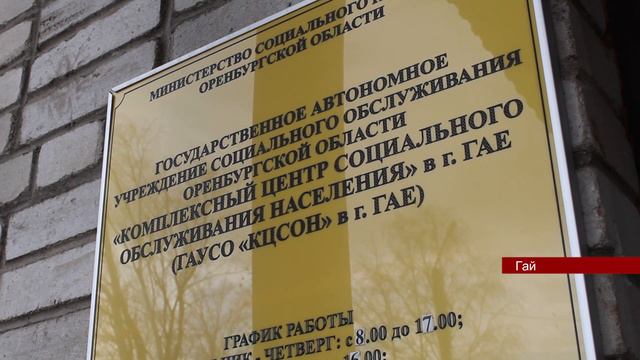 МИНИСТЕРСТВО СОЦИАЛЬНОГО
ОРЕНБУРГСКОЙ ОБЛАСТИ
ГОСУДАРСТВЕННОЕ АВТОНОМНОЕ
УЧРЕЖДЕНИЕ СОЦИАЛЬНОГО ОБСЛУЖИВАНИЯ
ОРЕНБУРГСКОЙ ОБЛАСТИ
«КОМПЛЕКСНЫЙ ЦЕНТР СОЦИАЛЬНОГО
ОБСЛУЖИВАНИЯ НАСЕЛЕНИЯ» в г. ГАЕ
(ГАУСО «КЦСОН» в г. ГАЕ)
Гай
ГРАФИК РАБОТЫ
- ЧЕТВЕРГ: с 8.00 до 17.00;